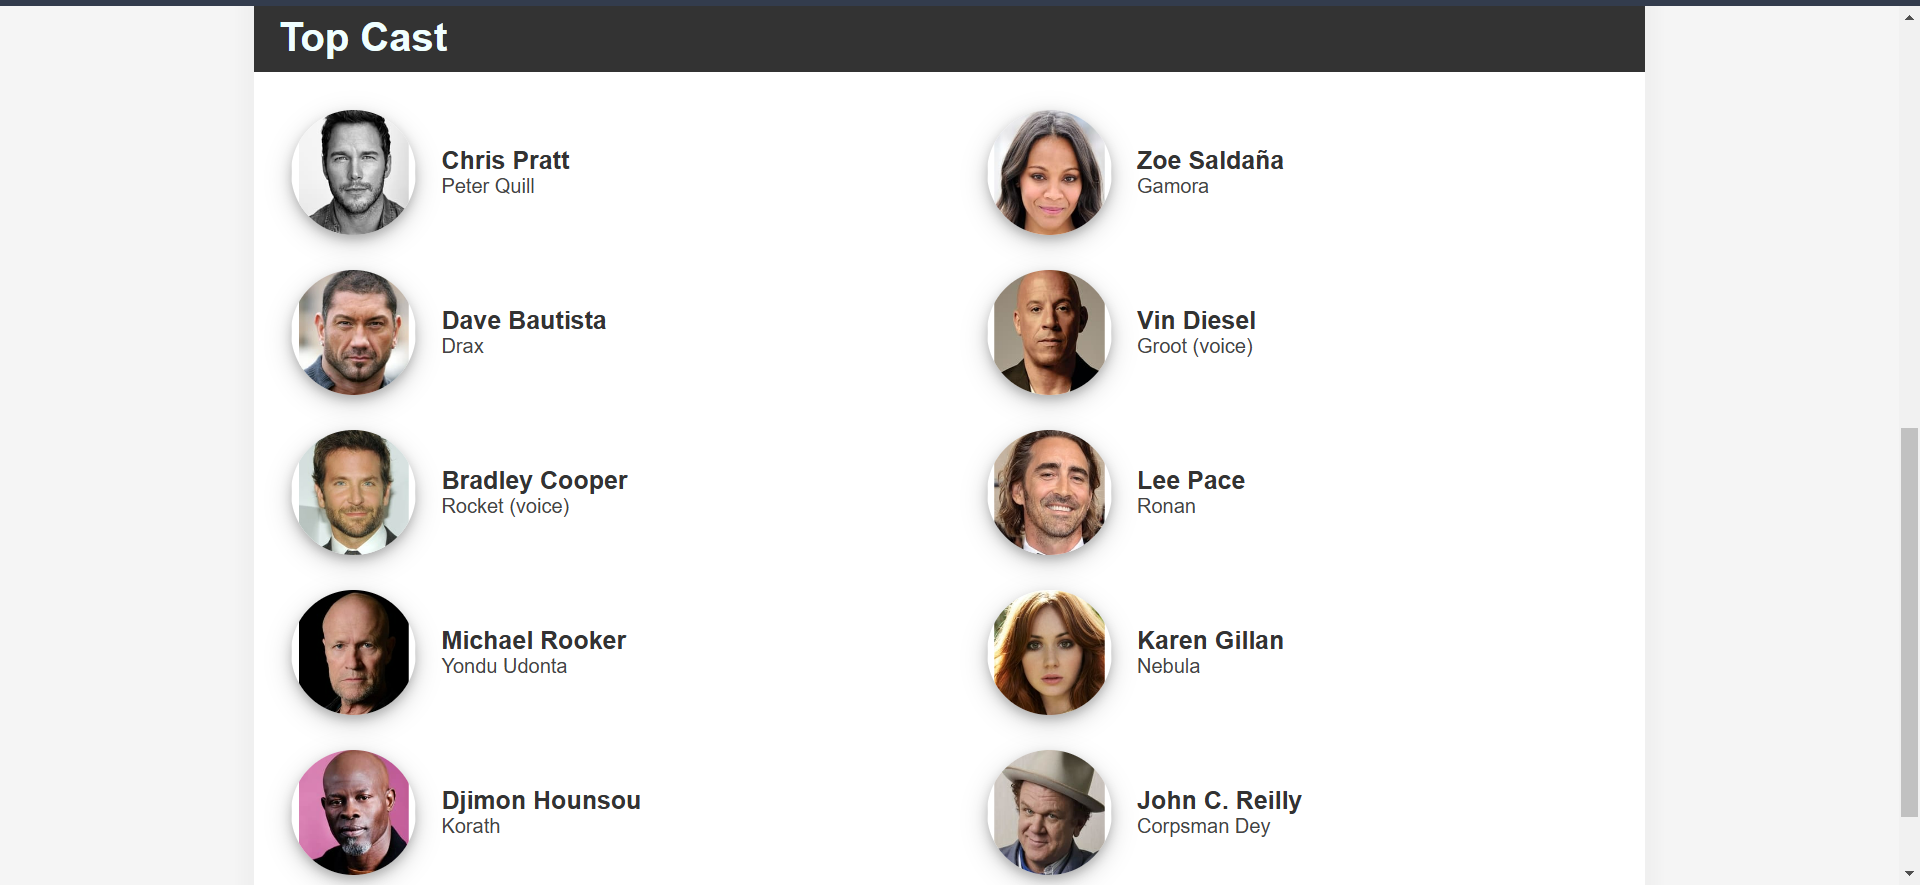 Top Cast
Chris Pratt
Peter Quill
Zoe Saldaña
Gamora
Dave Bautista
Drax
Vin Diesel
Groot (voice)
Bradley Cooper
Rocket (voice)
Lee Pace
Ronan
Michael Rooker
Yondu Udonta
Karen Gillan
Nebula
Djimon Hounsou
Korath
John C. Reilly
Corpsman Dey